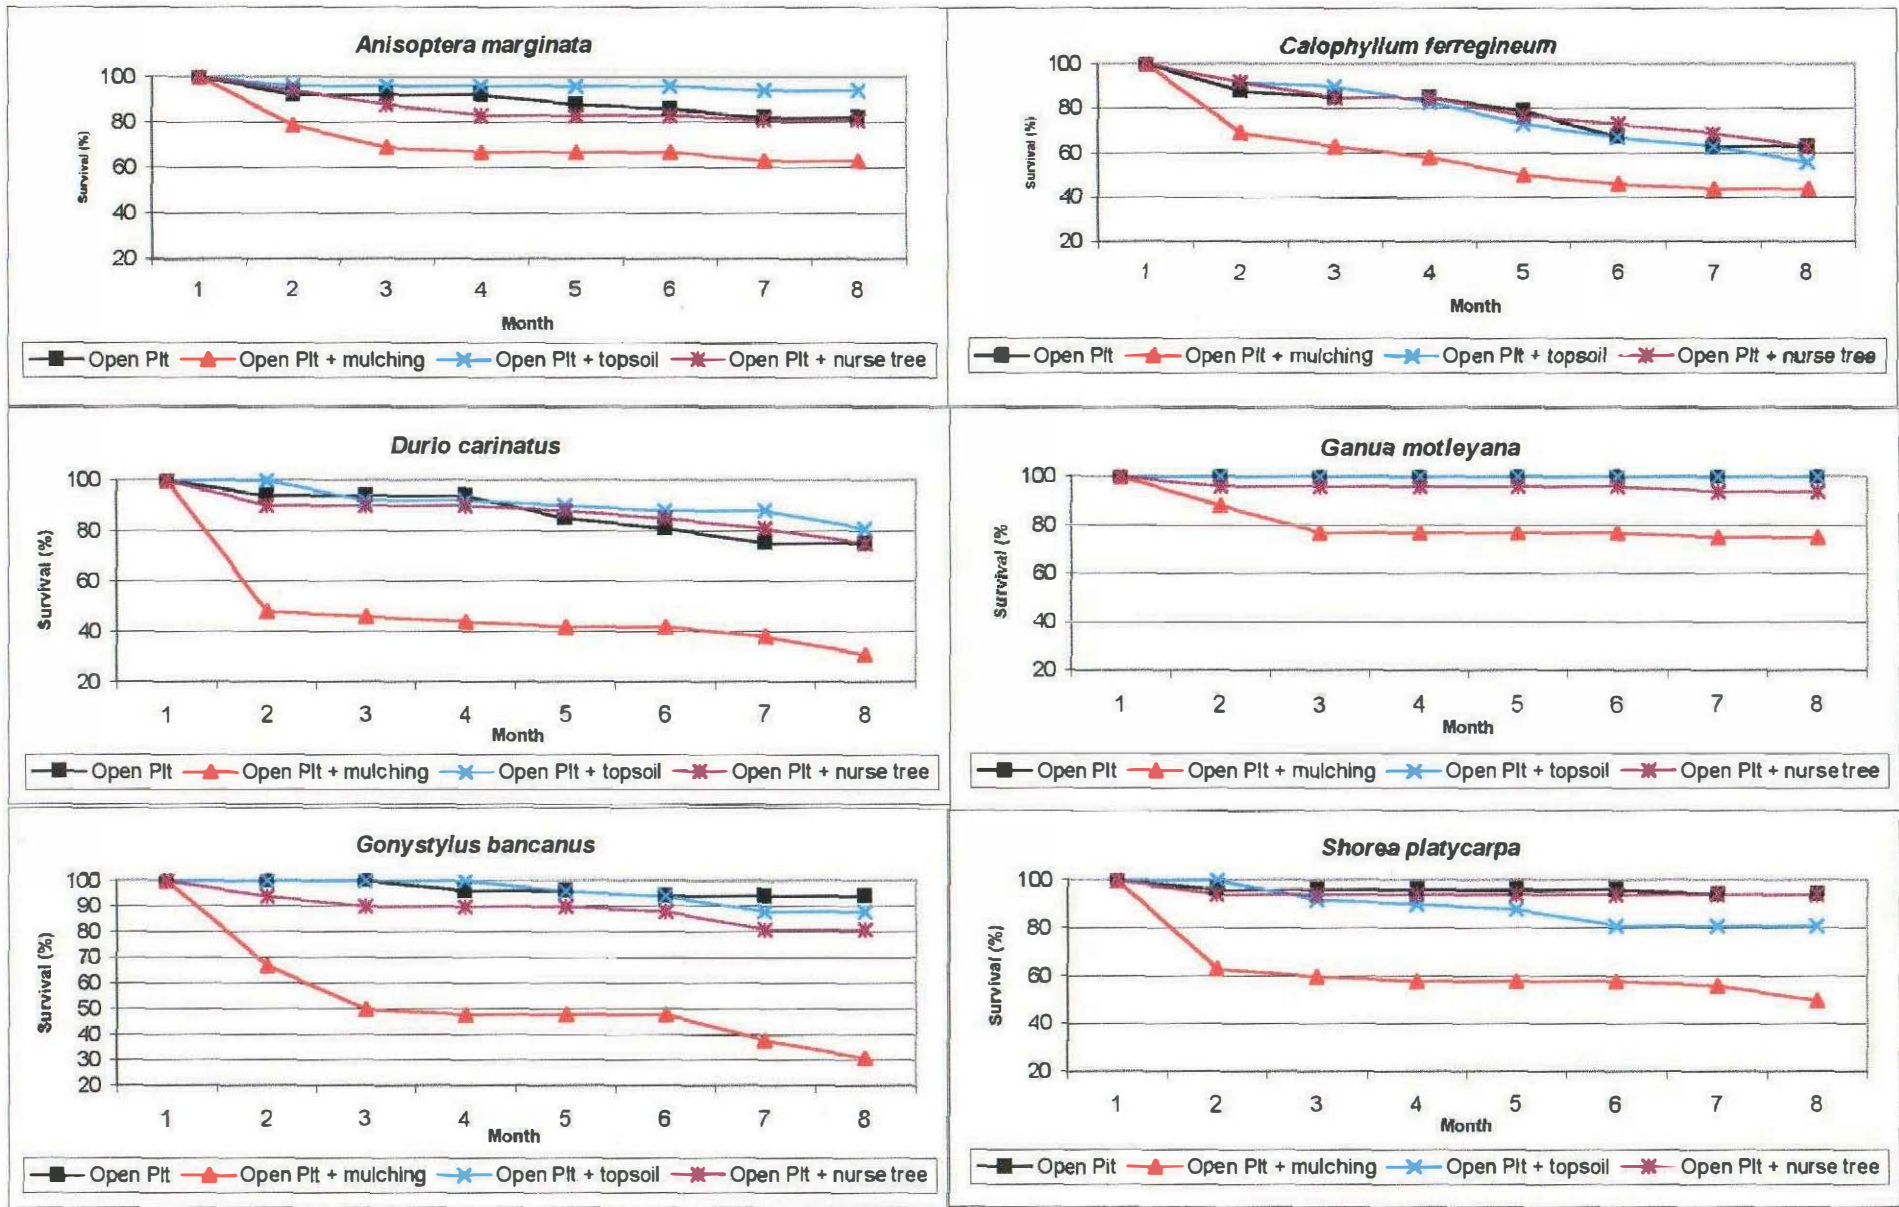 Anisoptera marginata
Survival (%)
100
80
60
40
20
1 2 3 4 5 6 7 8
Month
Open Plt Open Plt + mulching Open Plt + topsoil Open Plt + nurse tree
Calophyllum ferregineum
Survival (%)
100
80
60
40
20
1 2 3 4 5 6 7 8
Month
Open Plt Open Plt + mulching Open Plt + topsoil Open Plt + nurse tree
Durio carinatus
Survival (%)
100
80
60
40
20
1 2 3 4 5 6 7 8
Month
Open Plt Open Plt + mulching Open Plt + topsoil Open Plt + nurse tree
Ganua motleyana
Survival (%
100
80
60
40
20
1 2 3 4 5 6 7 8
Month
Open Plt Open Plt + mulching Open Plt + topsoil Open Plt + nurse tree
Gonystylus bancanus
Survival (%)
100
90
80
70
60
50
40
30
20
1 2 3 4 5 6 7 8
Month
Open Plt Open Plt + mulching Open Plt + topsoil Open Plt + nurse tree
Shorea platycarpa
Survival (%)
100
80
60
40
20
1 2 3 4 5 6 7 8
Month
Open Pit Open Plt + mulching Open Plt + topsoil Open Plt + nurse tree